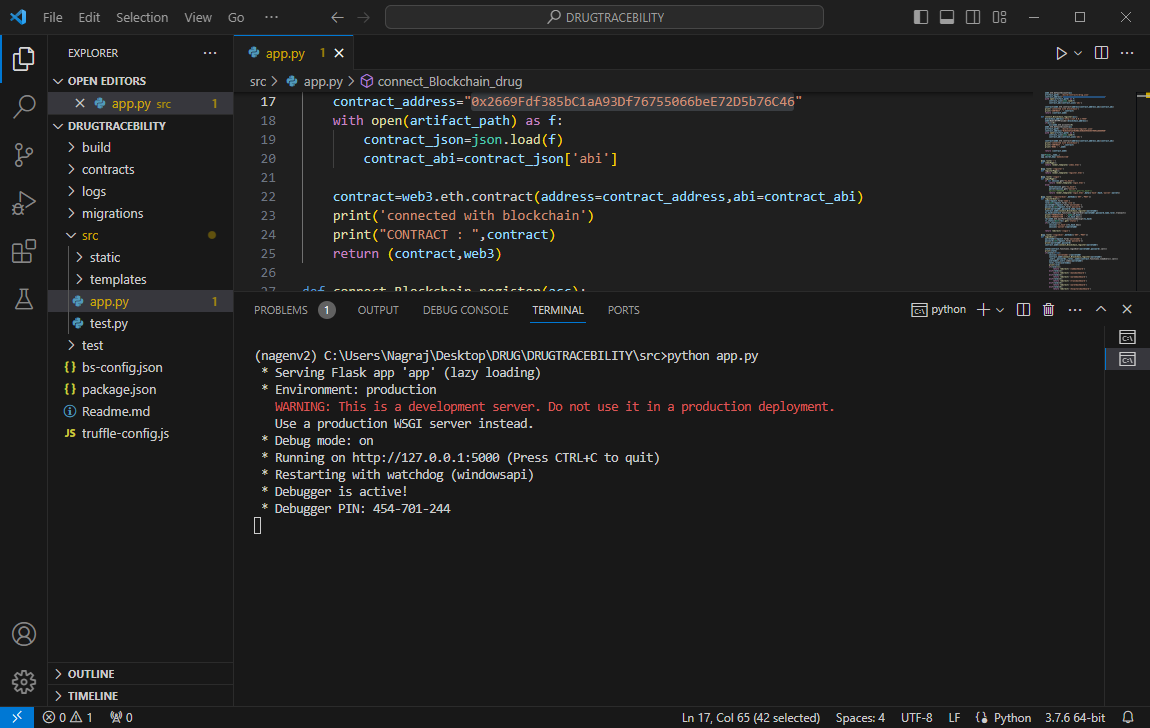 File Edit Selection View Go ··· DRUGTRACEBILITY
EXPLORER ···
OPEN EDITORS
app.py src 1
DRUGTRACEBILITY
build
contracts
logs
migrations
src
static
templates
app.py 1
test.py
test
{} bs-config.json
{} package.json
Readme.md
JS truffle-config.js
OUTLINE
TIMELINE
app.py 1
src > app.py > connect_Blockchain_drug
17 contract_address="0x2669Fdf385bC1aA93Df76755066beE72D5b76C46"
18 with open(artifact_path) as f:
19 contract_json=json.load(f)
20 contract_abi=contract_json['abi']
21
22 contract=web3.eth.contract(address=contract_address,abi=contract_abi)
23 print('connected with blockchain')
24 print("CONTRACT : ",contract)
25 return (contract,web3)
26
27 def connect_Blockchain_register(acc):
PROBLEMS 1 OUTPUT DEBUG CONSOLE TERMINAL PORTS python
(nagenv2) C:\Users\Nagraj\Desktop\DRUG\DRUGTRACEBILITY\src>python app.py
* Serving Flask app 'app' (lazy loading)
* Environment: production
WARNING: This is a development server. Do not use it in a production deployment.
Use a production WSGI server instead.
* Debug mode: on
* Running on http://127.0.0.1:5000 (Press CTRL+C to quit)
* Restarting with watchdog (windowsapi)
* Debugger is active!
* Debugger PIN: 454-701-244
0 1 0 Ln 17, Col 65 (42 selected) Spaces: 4 UTF-8 LF Python 3.7.6 64-bit